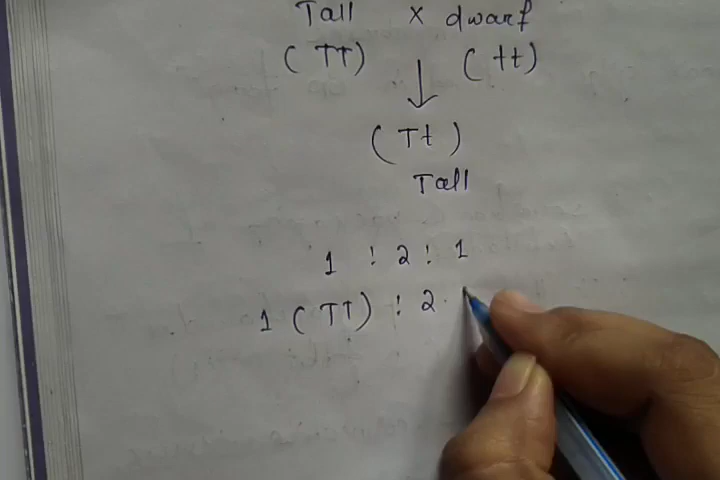 Tall × dwarf
(TT) (tt)
(Tt)
Tall
1 : 2 : 1
1 (TT) : 2